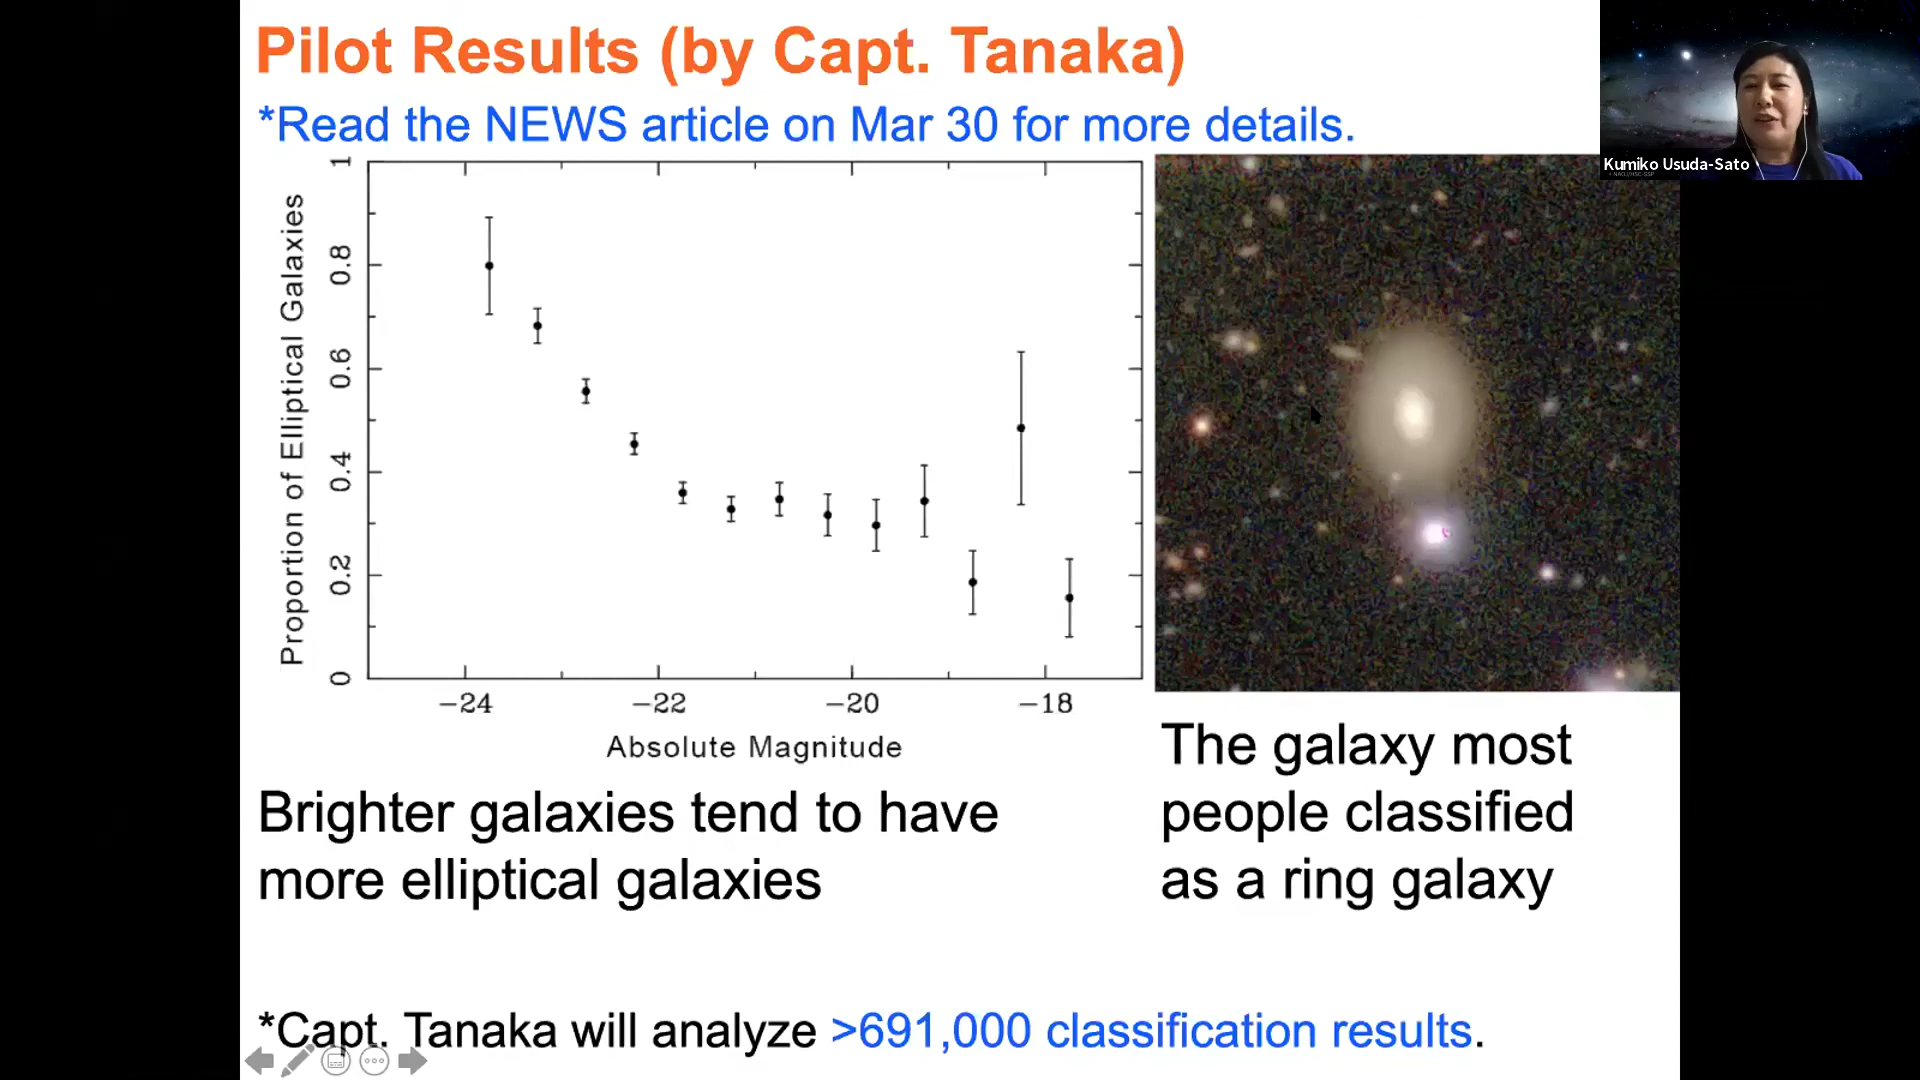 Pilot Results (by Capt. Tanaka)
*Read the NEWS article on Mar 30 for more details.
Kumiko Usuda-Sato
Proportion of Elliptical Galaxies
1
0.8
0.6
0.4
0.2
0
−24
−22
−20
−18
Absolute Magnitude
Brighter galaxies tend to have
more elliptical galaxies
The galaxy most
people classified
as a ring galaxy
*Capt. Tanaka will analyze >691,000 classification results.